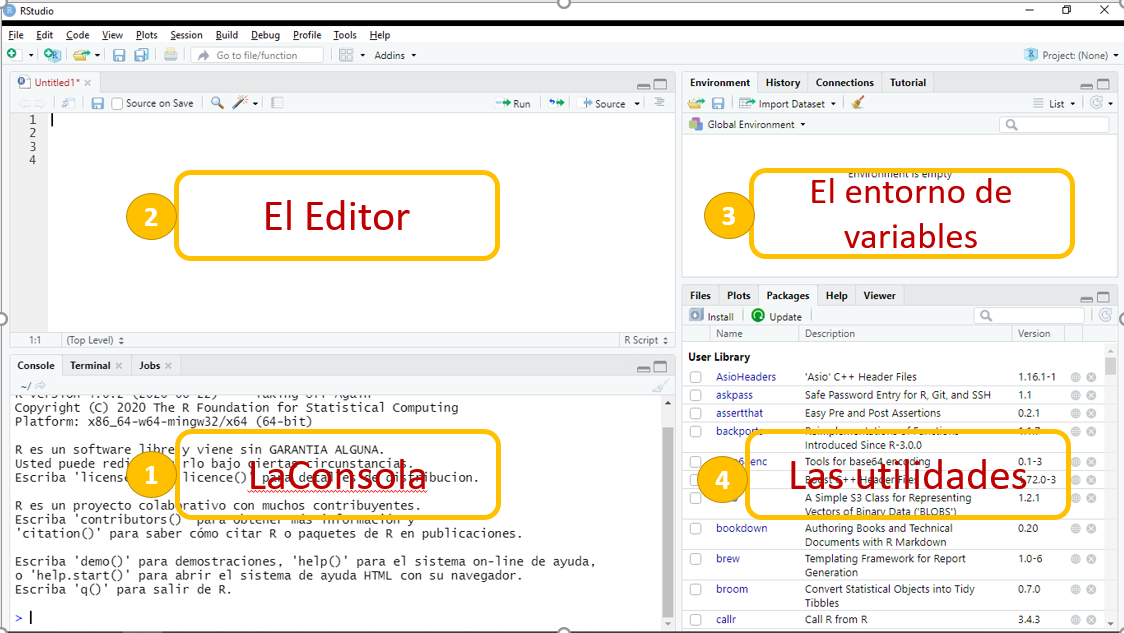 RStudio
File Edit Code View Plots Session Build Debug Profile Tools Help
Go to file/function Addins Project: (None)
Untitled1*
Source on Save Run Source
1
2
3
4
2 El Editor
1:1 (Top Level) R Script
Console Terminal Jobs
~/
Copyright (C) 2020 The R Foundation for Statistical Computing
Platform: x86_64-w64-mingw32/x64 (64-bit)
R es un software libre y viene sin GARANTIA ALGUNA.
Usted puede redi rlo bajo ciertas circunstancias.
Escriba 'license licence()' para detalles de distribucion.
1 LaConsola
R es un proyecto colaborativo con muchos contribuyentes.
Escriba 'contributors()' para obtener más información y
'citation()' para saber cómo citar R o paquetes de R en publicaciones.
Escriba 'demo()' para demostraciones, 'help()' para el sistema on-line de ayuda,
o 'help.start()' para abrir el sistema de ayuda HTML con su navegador.
Escriba 'q()' para salir de R.
>
Environment History Connections Tutorial
Import Dataset List
Global Environment
Environment is empty
3 El entorno de
variables
Files Plots Packages Help Viewer
Install Update
Name Description Version
User Library
AsioHeaders 'Asio' C++ Header Files 1.16.1-1
askpass Safe Password Entry for R, Git, and SSH 1.1
assertthat Easy Pre and Post Assertions 0.2.1
backports Reimplementations of Functions 1.1.7
Introduced Since R-3.0.0
enc Tools for base64 encoding 0.1-3
Boost C++ Header Files 72.0-3
4 Las utilidades
A Simple S3 Class for Representing 1.2.1
Vectors of Binary Data ('BLOBS')
bookdown Authoring Books and Technical 0.20
Documents with R Markdown
brew Templating Framework for Report 1.0-6
Generation
broom Convert Statistical Objects into Tidy 0.7.0
Tibbles
callr Call R from R 3.4.3